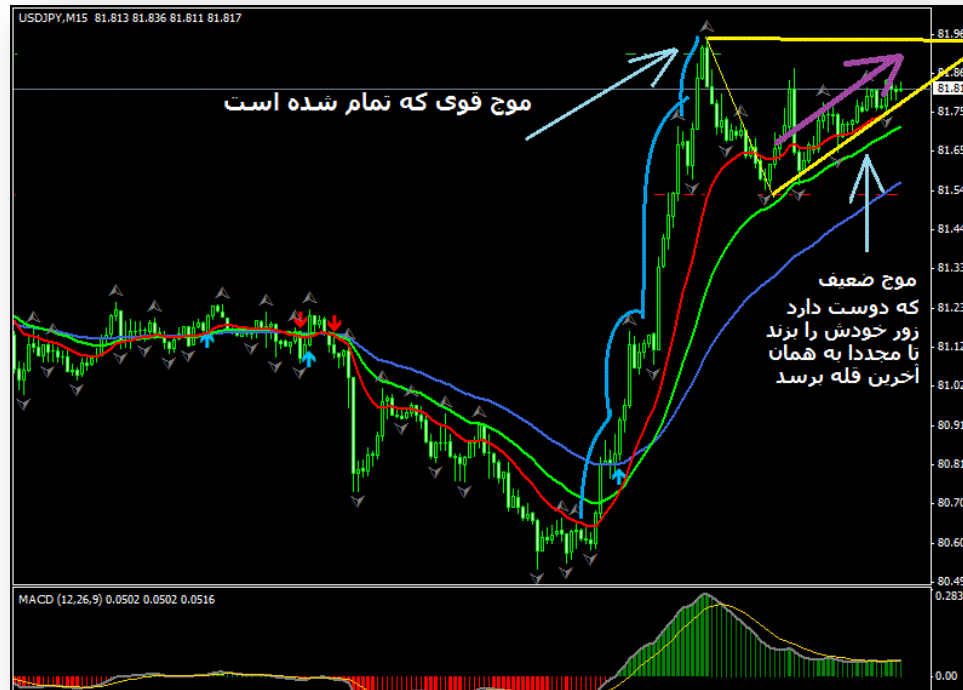 USDJPY,M15 81.813 81.836 81.811 81.817
موج قوی که تمام شده است
موج ضعیف
که دوست دارد
زور خودش را بزند
تا مجددا به همان
آخرین قله برسد
81.96
81.86
81.81
81.75
81.65
81.54
81.44
81.33
81.23
81.12
81.02
80.91
80.81
80.70
80.60
80.49
MACD (12,26,9) 0.0502 0.0502 0.0516
0.283
0.00